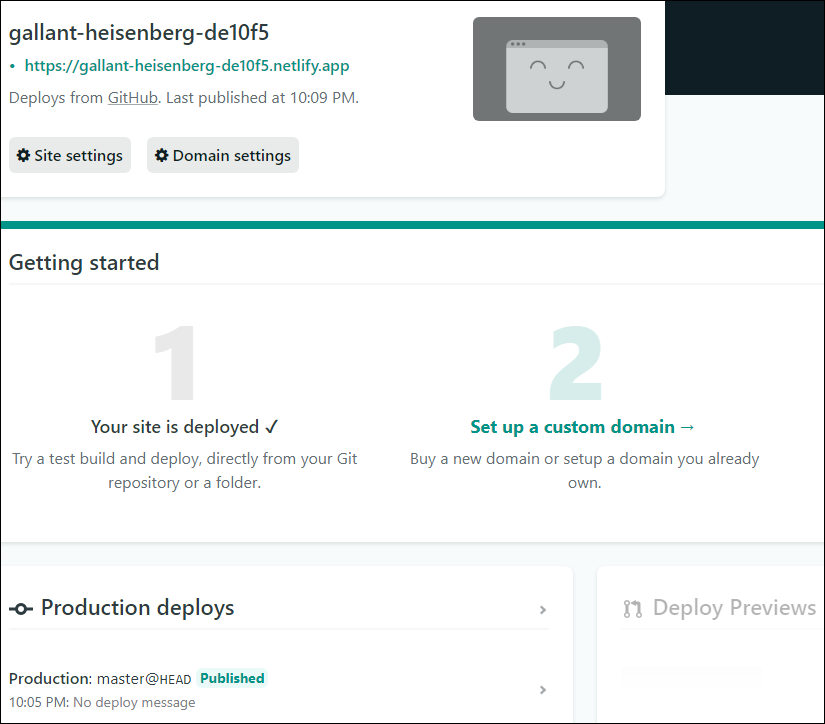 gallant-heisenberg-de10f5
• https://gallant-heisenberg-de10f5.netlify.app
Deploys from GitHub. Last published at 10:09 PM.
Site settings
Domain settings
Getting started
1
Your site is deployed ✓
Try a test build and deploy, directly from your Git
repository or a folder.
2
Set up a custom domain →
Buy a new domain or setup a domain you already
own.
Production deploys
Production: master@HEAD Published
10:05 PM: No deploy message
Deploy Previews